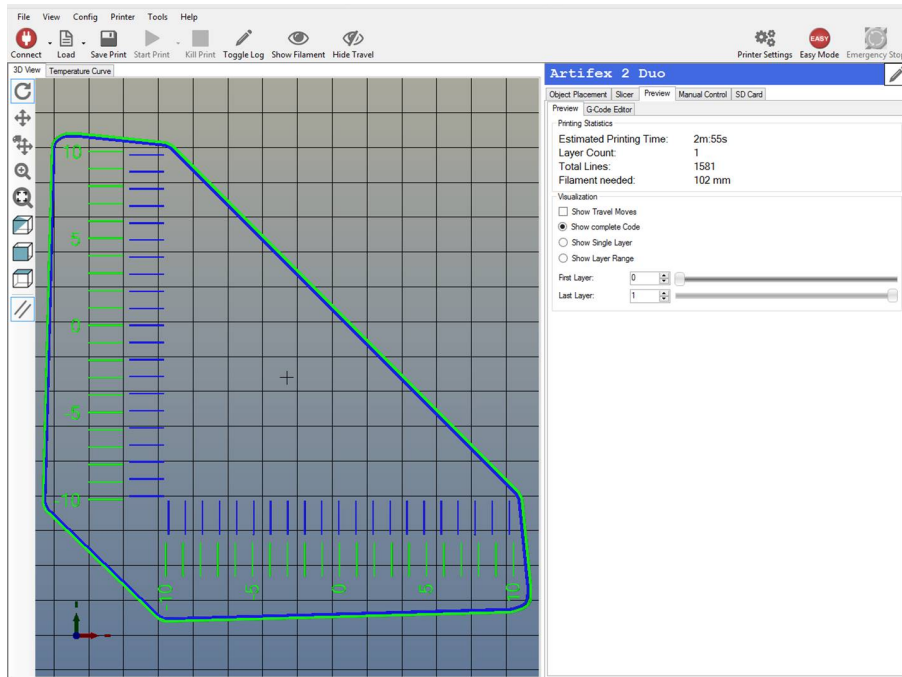 File View Config Printer Tools Help
Connect Load Save Print Start Print Kill Print Toggle Log Show Filament Hide Travel Printer Settings Easy Mode Emergency Stop
EASY
3D View Temperature Curve
Artifex 2 Duo
Object Placement Slicer Preview Manual Control SD Card
Preview G-Code Editor
Printing Statistics
Estimated Printing Time: 2m:55s
Layer Count: 1
Total Lines: 1581
Filament needed: 102 mm
Visualization
Show Travel Moves
Show complete Code
Show Single Layer
Show Layer Range
First Layer: 0
Last Layer: 1
10
5
0
-5
-10
-10 -5 0 5 10